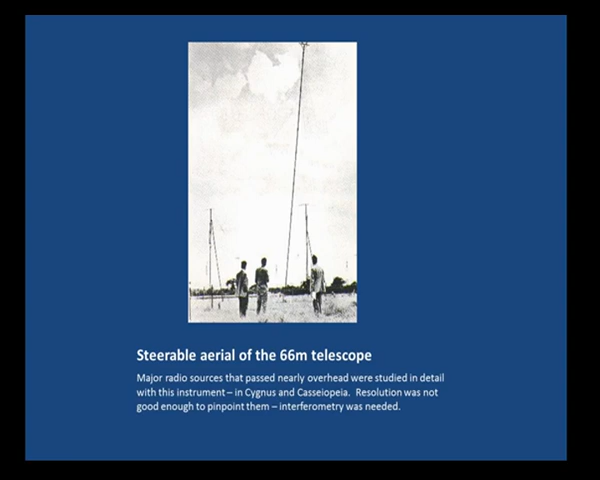 Steerable aerial of the 66m telescope
Major radio sources that passed nearly overhead were studied in detail
with this instrument – in Cygnus and Casseiopeia.  Resolution was not
good enough to pinpoint them – interferometry was needed.